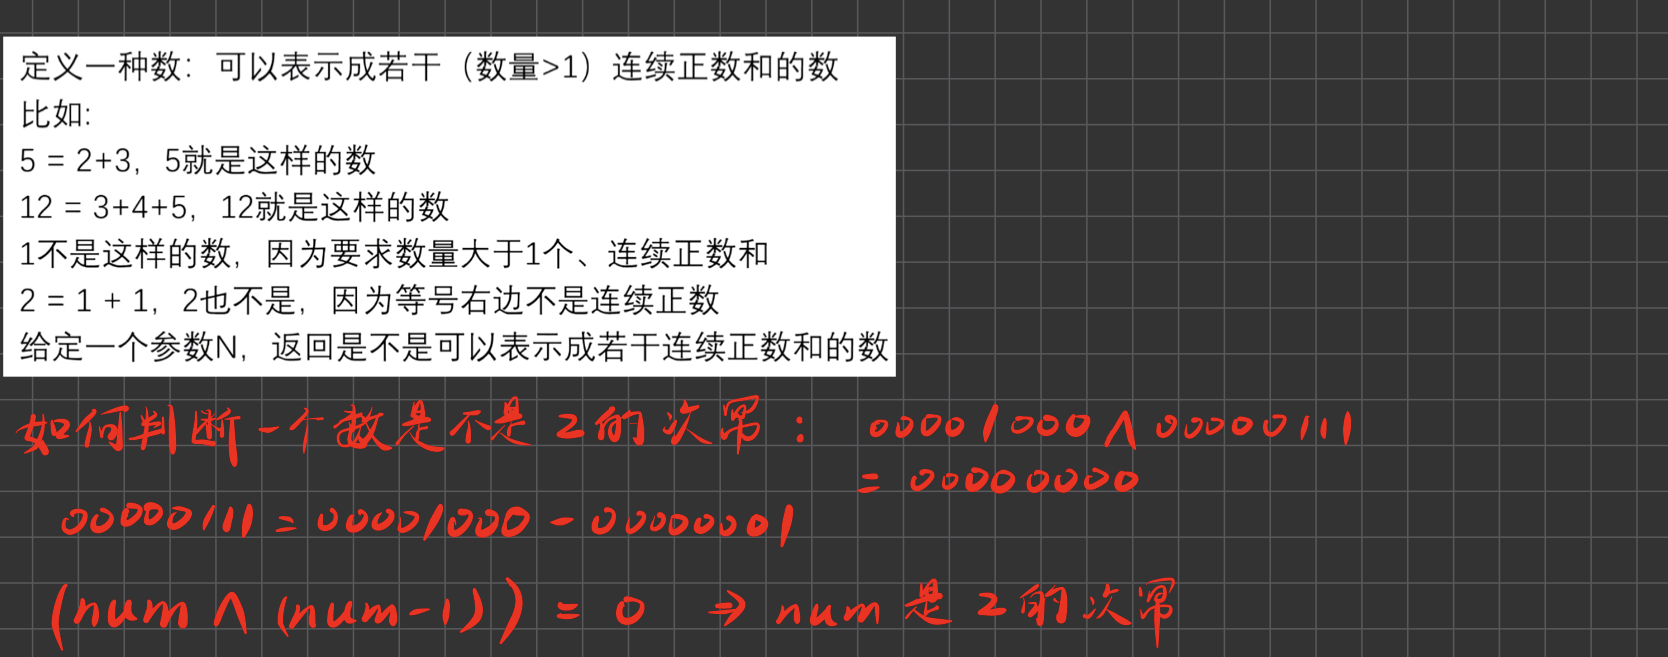 定义一种数：可以表示成若干（数量>1）连续正数和的数
比如:
5 = 2+3，5就是这样的数
12 = 3+4+5，12就是这样的数
1不是这样的数，因为要求数量大于1个、连续正数和
2 = 1 + 1，2也不是，因为等号右边不是连续正数
给定一个参数N，返回是不是可以表示成若干连续正数和的数
如何判断一个数是不是2的次幂： 00001000 ∧ 00000111
= 00000000
00000111 = 00001000 - 00000001
(num ∧ (num-1)) = 0 ⇒ num 是 2 的次幂